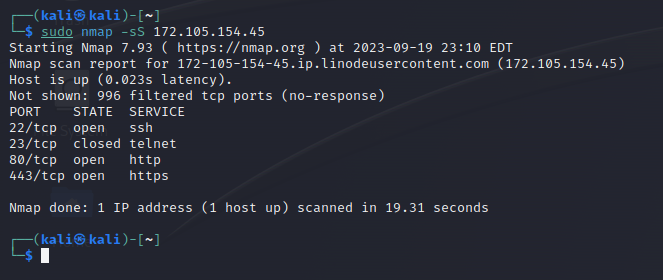 ┌──(kali㉿kali)-[~]
└─$ sudo nmap -sS 172.105.154.45
Starting Nmap 7.93 ( https://nmap.org ) at 2023-09-19 23:10 EDT
Nmap scan report for 172-105-154-45.ip.linodeusercontent.com (172.105.154.45)
Host is up (0.023s latency).
Not shown: 996 filtered tcp ports (no-response)
PORT    STATE  SERVICE
22/tcp  open   ssh
23/tcp  closed telnet
80/tcp  open   http
443/tcp open   https
Nmap done: 1 IP address (1 host up) scanned in 19.31 seconds
┌──(kali㉿kali)-[~]
└─$